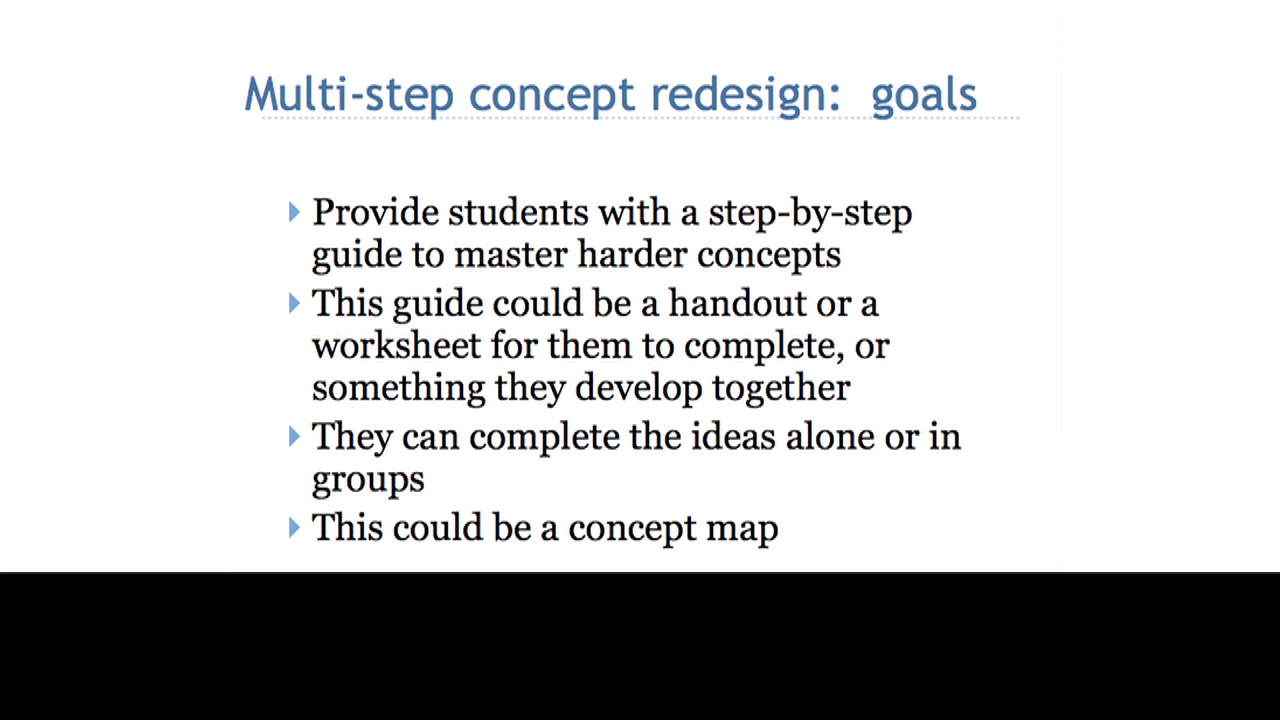 Multi-step concept redesign:  goals
Provide students with a step-by-step
guide to master harder concepts
This guide could be a handout or a
worksheet for them to complete, or
something they develop together
They can complete the ideas alone or in
groups
This could be a concept map